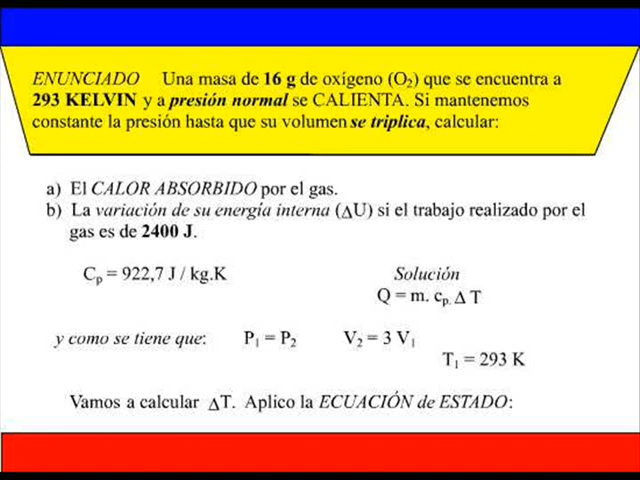 ENUNCIADO Una masa de 16 g de oxígeno (O₂) que se encuentra a
293 KELVIN y a presión normal se CALIENTA. Si mantenemos
constante la presión hasta que su volumen se triplica, calcular:
a) El CALOR ABSORBIDO por el gas.
b) La variación de su energía interna (△U) si el trabajo realizado por el
gas es de 2400 J.
Cₚ = 922,7 J / kg.K
Solución
Q = m. cₚ. △ T
y como se tiene que: P₁ = P₂ V₂ = 3 V₁
T₁ = 293 K
Vamos a calcular △T. Aplico la ECUACIÓN de ESTADO: